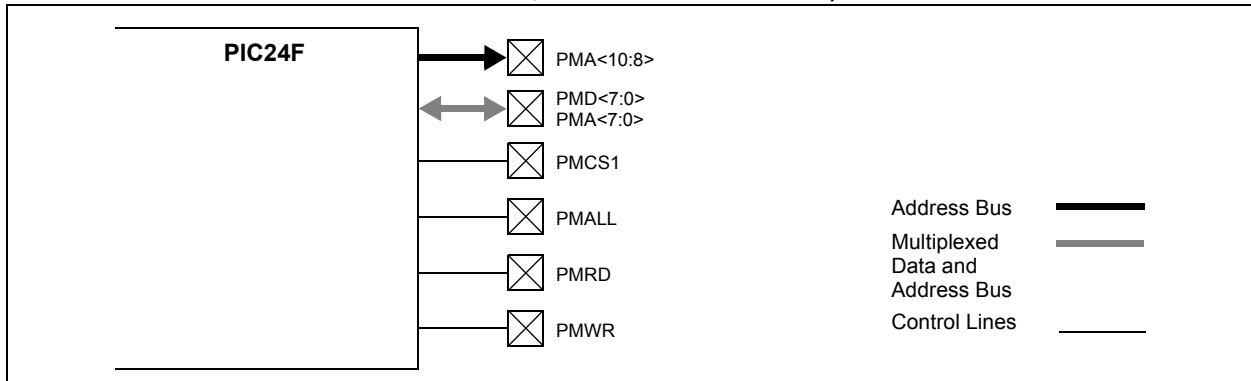 PIC24F
PMA<10:8>
PMD<7:0>
PMA<7:0>
PMCS1
PMALL
PMRD
PMWR
Address Bus
Multiplexed
Data and
Address Bus
Control Lines